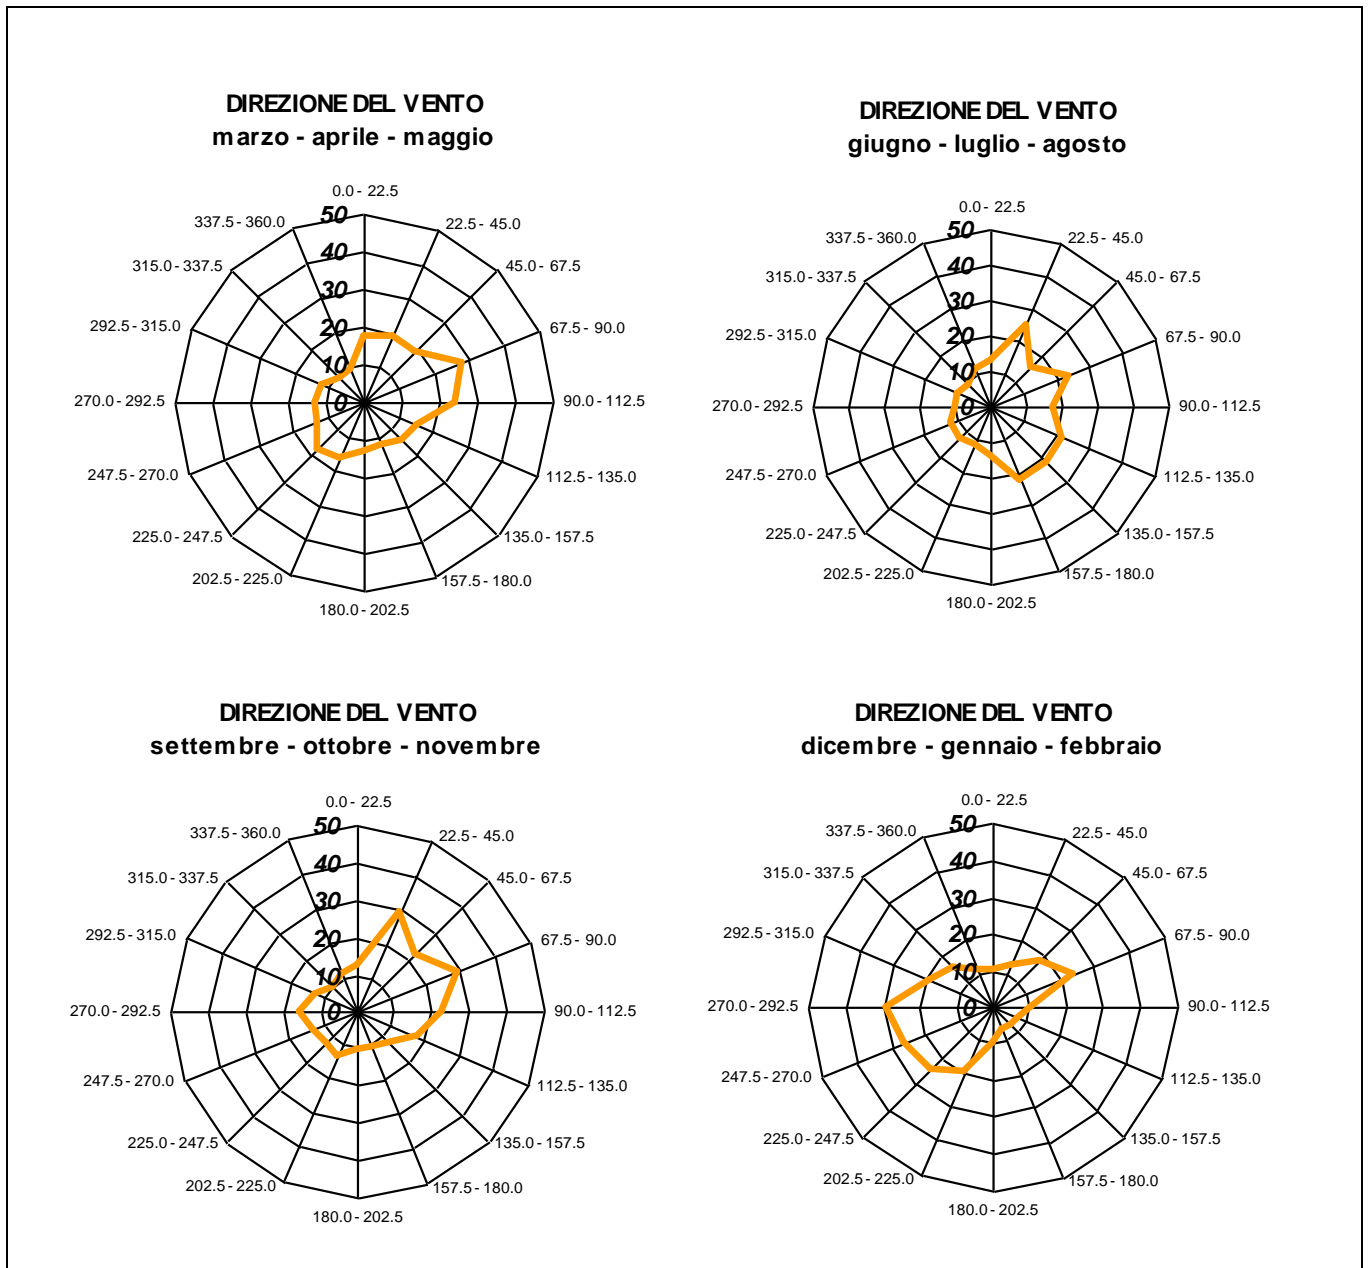 DIREZIONE DEL VENTO
marzo - aprile - maggio
0.0 - 22.5
22.5 - 45.0
45.0 - 67.5
67.5 - 90.0
90.0 - 112.5
112.5 - 135.0
135.0 - 157.5
157.5 - 180.0
180.0 - 202.5
202.5 - 225.0
225.0 - 247.5
247.5 - 270.0
270.0 - 292.5
292.5 - 315.0
315.0 - 337.5
337.5 - 360.0
50
40
30
20
10
0
DIREZIONE DEL VENTO
giugno - luglio - agosto
0.0 - 22.5
22.5 - 45.0
45.0 - 67.5
67.5 - 90.0
90.0 - 112.5
112.5 - 135.0
135.0 - 157.5
157.5 - 180.0
180.0 - 202.5
202.5 - 225.0
225.0 - 247.5
247.5 - 270.0
270.0 - 292.5
292.5 - 315.0
315.0 - 337.5
337.5 - 360.0
50
40
30
20
10
0
DIREZIONE DEL VENTO
settembre - ottobre - novembre
0.0 - 22.5
22.5 - 45.0
45.0 - 67.5
67.5 - 90.0
90.0 - 112.5
112.5 - 135.0
135.0 - 157.5
157.5 - 180.0
180.0 - 202.5
202.5 - 225.0
225.0 - 247.5
247.5 - 270.0
270.0 - 292.5
292.5 - 315.0
315.0 - 337.5
337.5 - 360.0
50
40
30
20
10
0
DIREZIONE DEL VENTO
dicembre - gennaio - febbraio
0.0 - 22.5
22.5 - 45.0
45.0 - 67.5
67.5 - 90.0
90.0 - 112.5
112.5 - 135.0
135.0 - 157.5
157.5 - 180.0
180.0 - 202.5
202.5 - 225.0
225.0 - 247.5
247.5 - 270.0
270.0 - 292.5
292.5 - 315.0
315.0 - 337.5
337.5 - 360.0
50
40
30
20
10
0